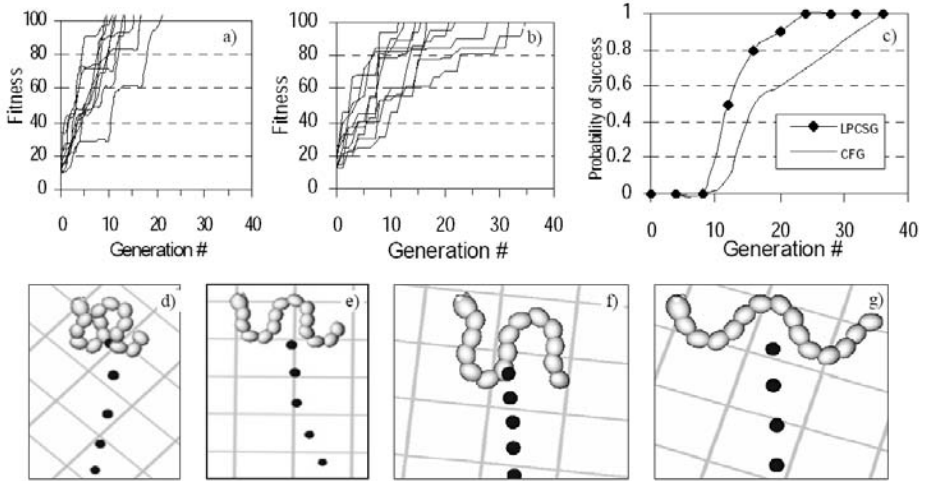 a)
Fitness
100
80
60
40
20
0
0 10 20 30 40
Generation #
b)
Fitness
100
80
60
40
20
0
0 10 20 30 40
Generation #
c)
Probability of Success
1
0.8
0.6
0.4
0.2
0
LPCSG
CFG
0 10 20 30 40
Generation #
d)
e)
f)
g)